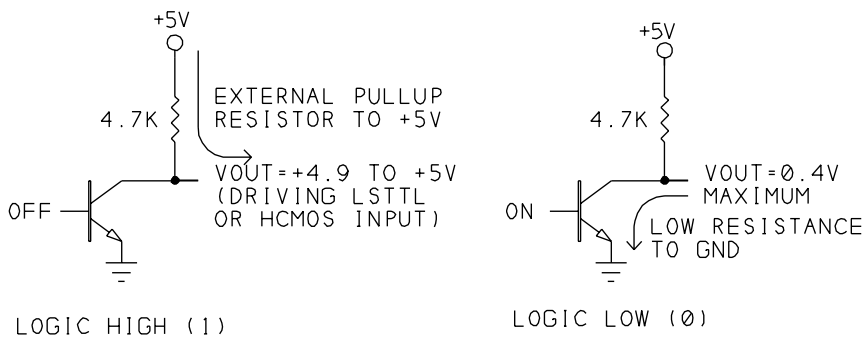 +5V
EXTERNAL PULLUP
RESISTOR TO +5V
4.7K
VOUT=+4.9 TO +5V
(DRIVING LSTTL
OR HCMOS INPUT)
OFF
LOGIC HIGH (1)
+5V
4.7K
VOUT=0.4V
MAXIMUM
ON
LOW RESISTANCE
TO GND
LOGIC LOW (0)